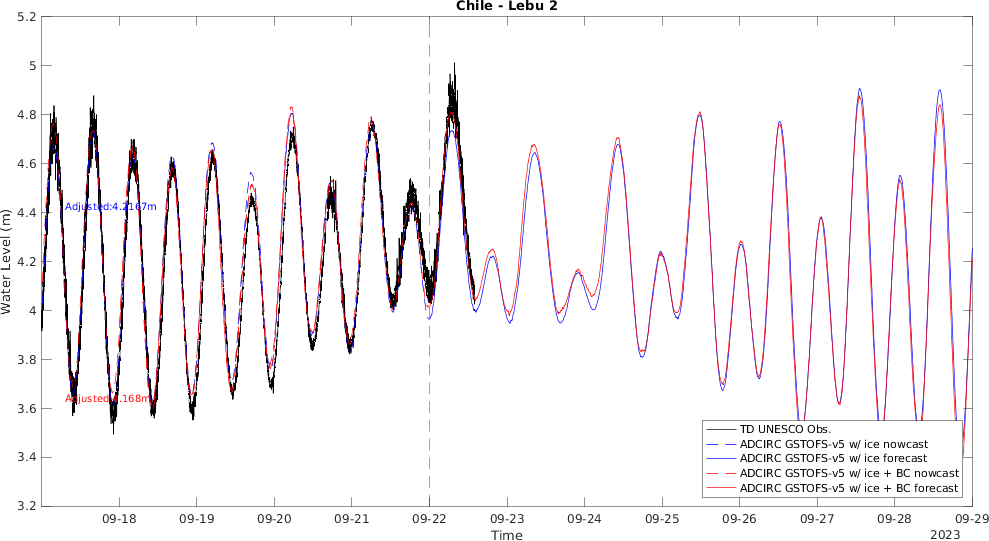 Chile - Lebu 2
5.2
5
4.8
4.6
4.4
4.2
4
3.8
3.6
3.4
3.2
Water Level (m)
Adjusted:4.2167m
Adjusted:4.168m
TD UNESCO Obs.
ADCIRC GSTOFS-v5 w/ ice nowcast
ADCIRC GSTOFS-v5 w/ ice forecast
ADCIRC GSTOFS-v5 w/ ice + BC nowcast
ADCIRC GSTOFS-v5 w/ ice + BC forecast
09-18 09-19 09-20 09-21 09-22 09-23 09-24 09-25 09-26 09-27 09-28 09-29
Time
2023